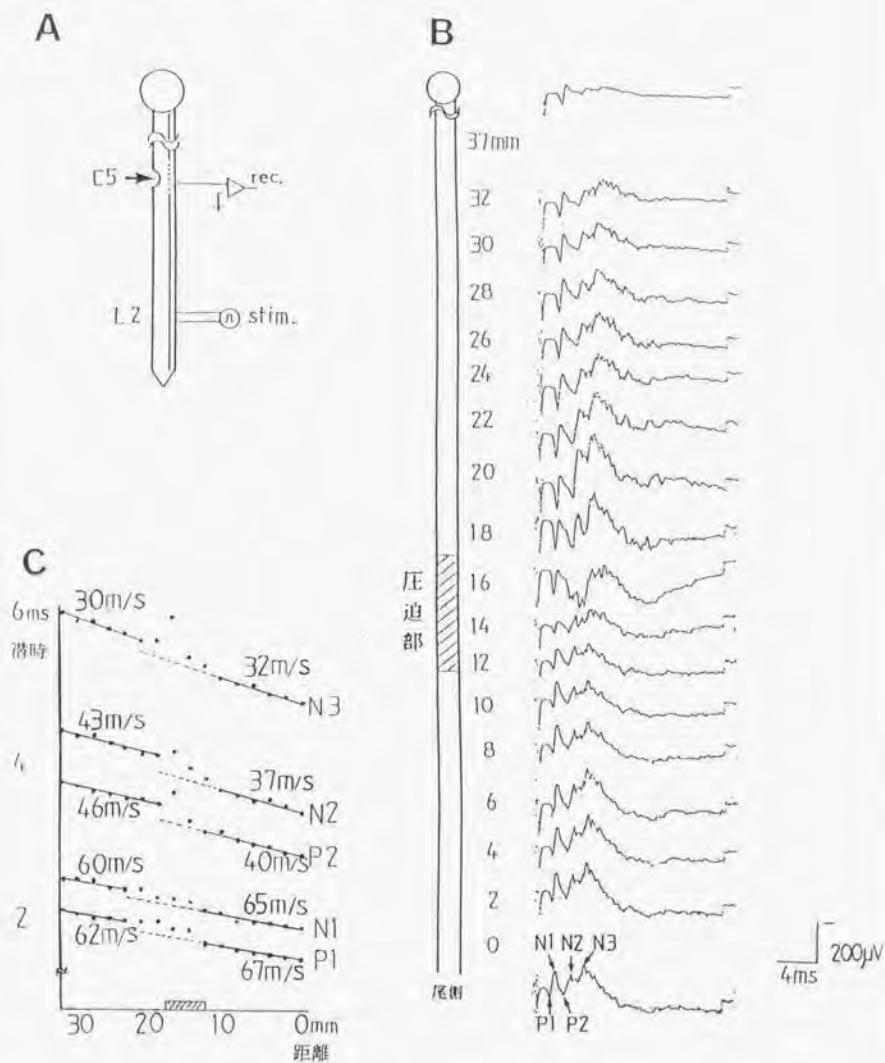 A
C5
rec.
L2
stim.
B
37mm
32
30
28
26
24
22
20
18
16
14
12
10
8
6
4
2
0
圧迫部
尾側
N1 N2 N3
P1 P2
4ms
200μV
C
6ms
潜時
4
2
30m/s
32m/s
N3
43m/s
37m/s
N2
46m/s
40m/s
P2
60m/s
65m/s
N1
62m/s
67m/s
P1
30 20 10 0mm
距離